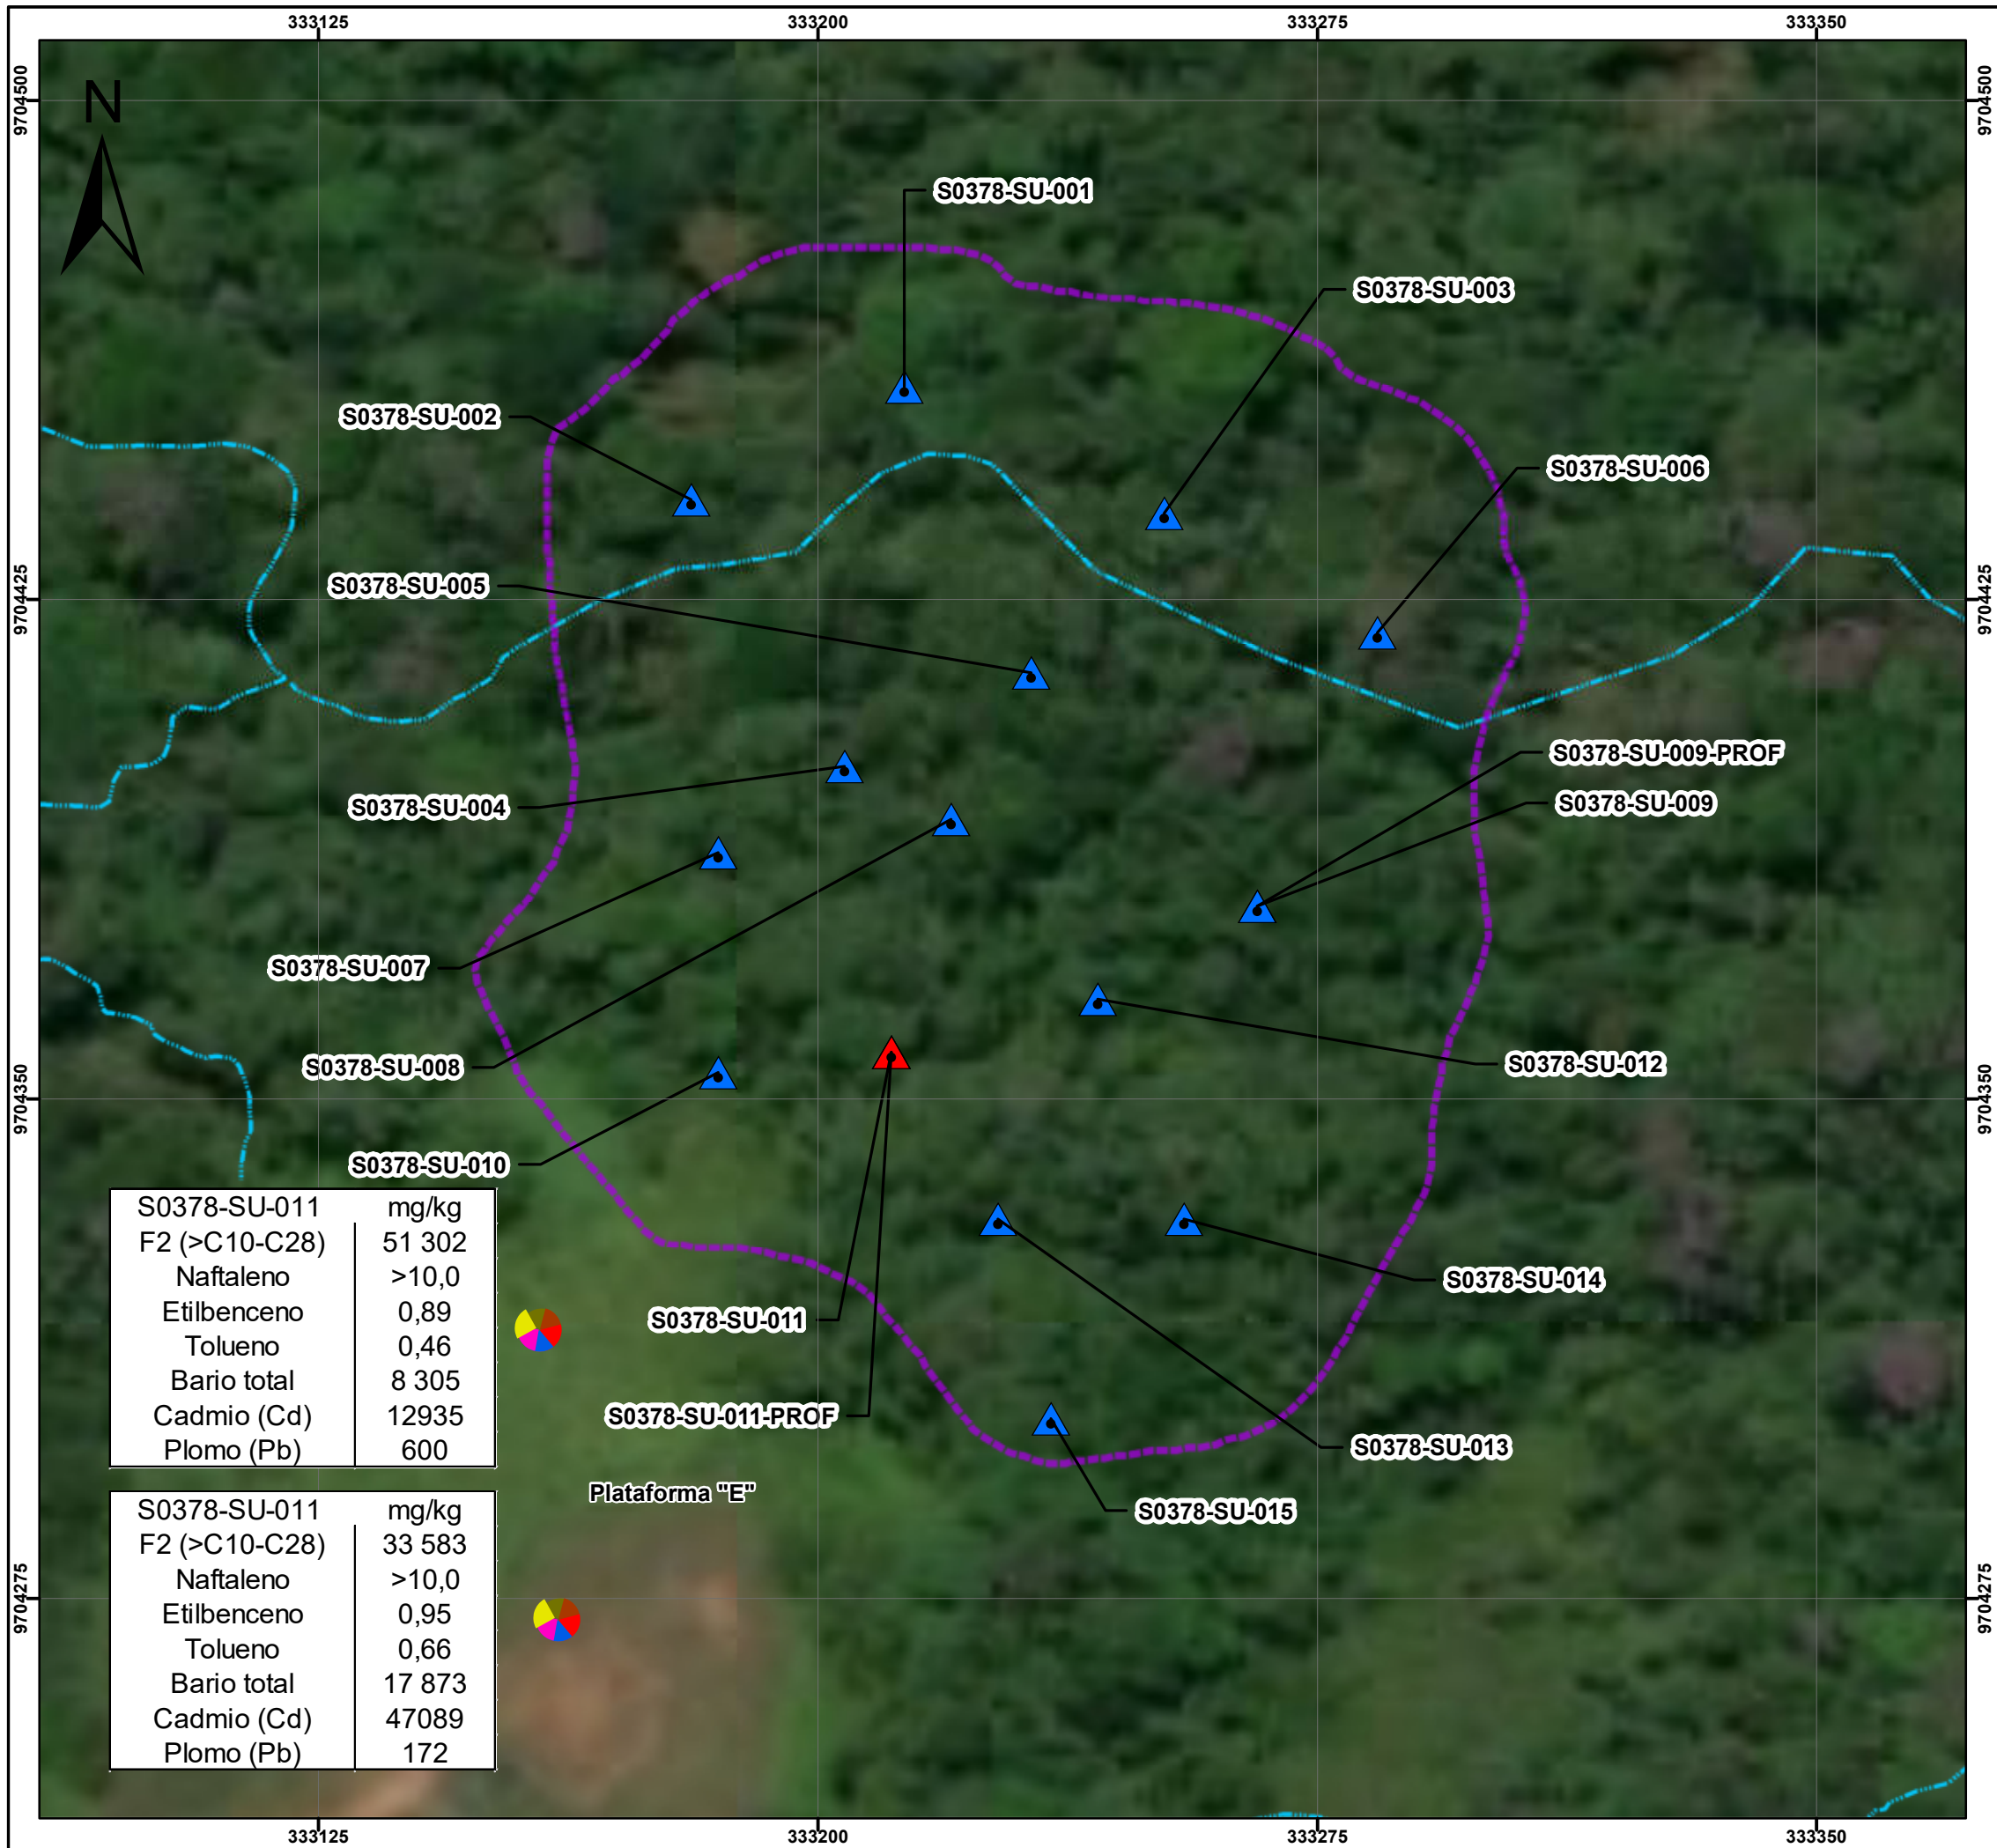 333125 333200 333275 333350
9704500 9704500
N
S0378-SU-001
S0378-SU-003
S0378-SU-002
S0378-SU-006
S0378-SU-005
9704425 9704425
S0378-SU-009-PROF
S0378-SU-004
S0378-SU-009
S0378-SU-007
S0378-SU-008
S0378-SU-012
9704350 9704350
S0378-SU-010
S0378-SU-014
S0378-SU-011
S0378-SU-011-PROF
S0378-SU-013
S0378-SU-015
Plataforma "E"
S0378-SU-011 mg/kg
F2 (>C10-C28) 51 302
Naftaleno >10,0
Etilbenceno 0,89
Tolueno 0,46
Bario total 8 305
Cadmio (Cd) 12935
Plomo (Pb) 600
S0378-SU-011 mg/kg
F2 (>C10-C28) 33 583
Naftaleno >10,0
Etilbenceno 0,95
Tolueno 0,66
Bario total 17 873
Cadmio (Cd) 47089
Plomo (Pb) 172
9704275 9704275
333125 333200 333275 333350